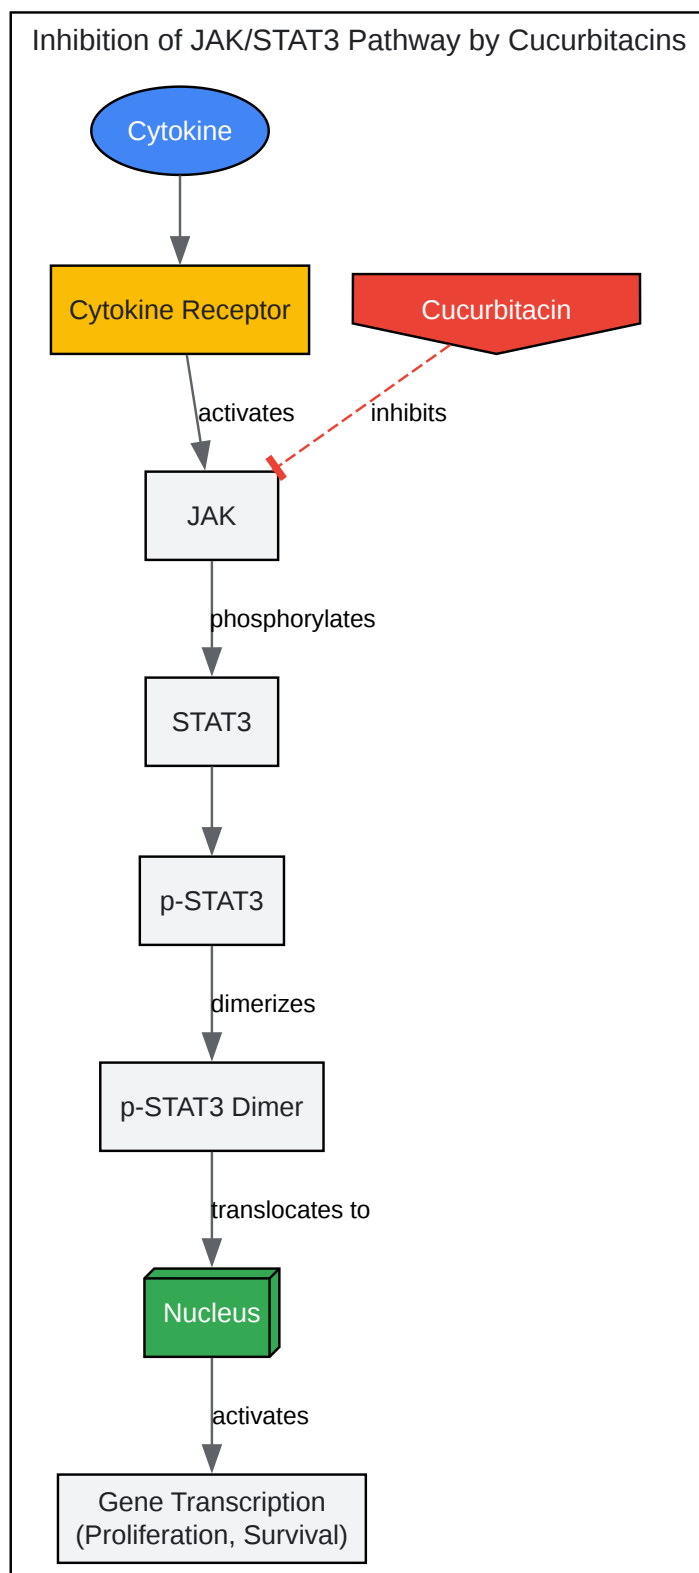 Inhibition of JAK/STAT3 Pathway by Cucurbitacins
Cytokine
Cytokine Receptor
Cucurbitacin
activates
inhibits
JAK
phosphorylates
STAT3
p-STAT3
dimerizes
p-STAT3 Dimer
translocates to
Nucleus
activates
Gene Transcription
(Proliferation, Survival)